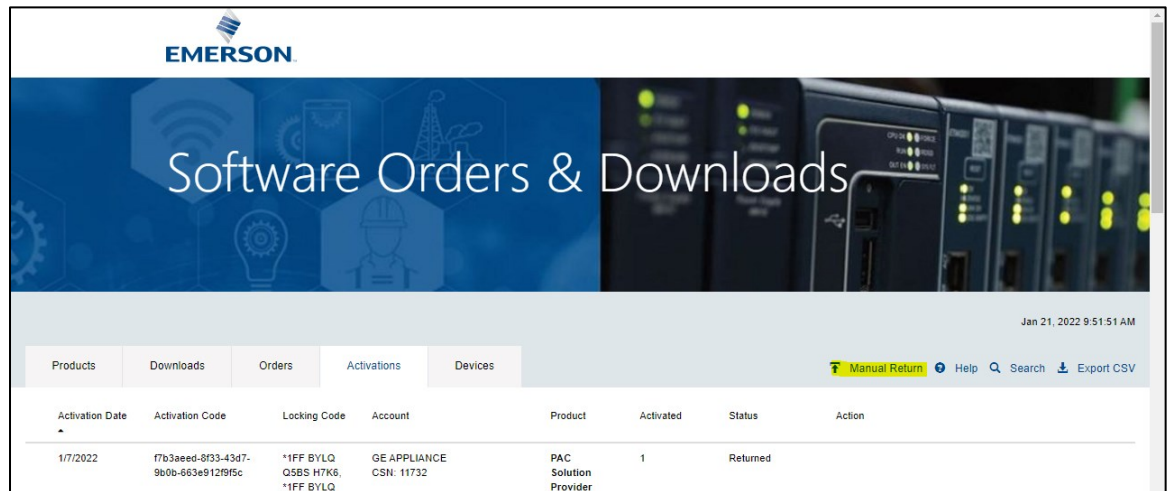 EMERSON
Software Orders & Downloads
Jan 21, 2022 9:51:51 AM
Products Downloads Orders Activations Devices Manual Return Help Search Export CSV
Activation Date Activation Code Locking Code Account Product Activated Status Action
1/7/2022 f7b3aeed-8f33-43d7- *1FF BYLQ GE APPLIANCE PAC 1 Returned
9b0b-663e912f9f5c Q5BS H7K6, CSN: 11732 Solution
*1FF BYLQ Provider